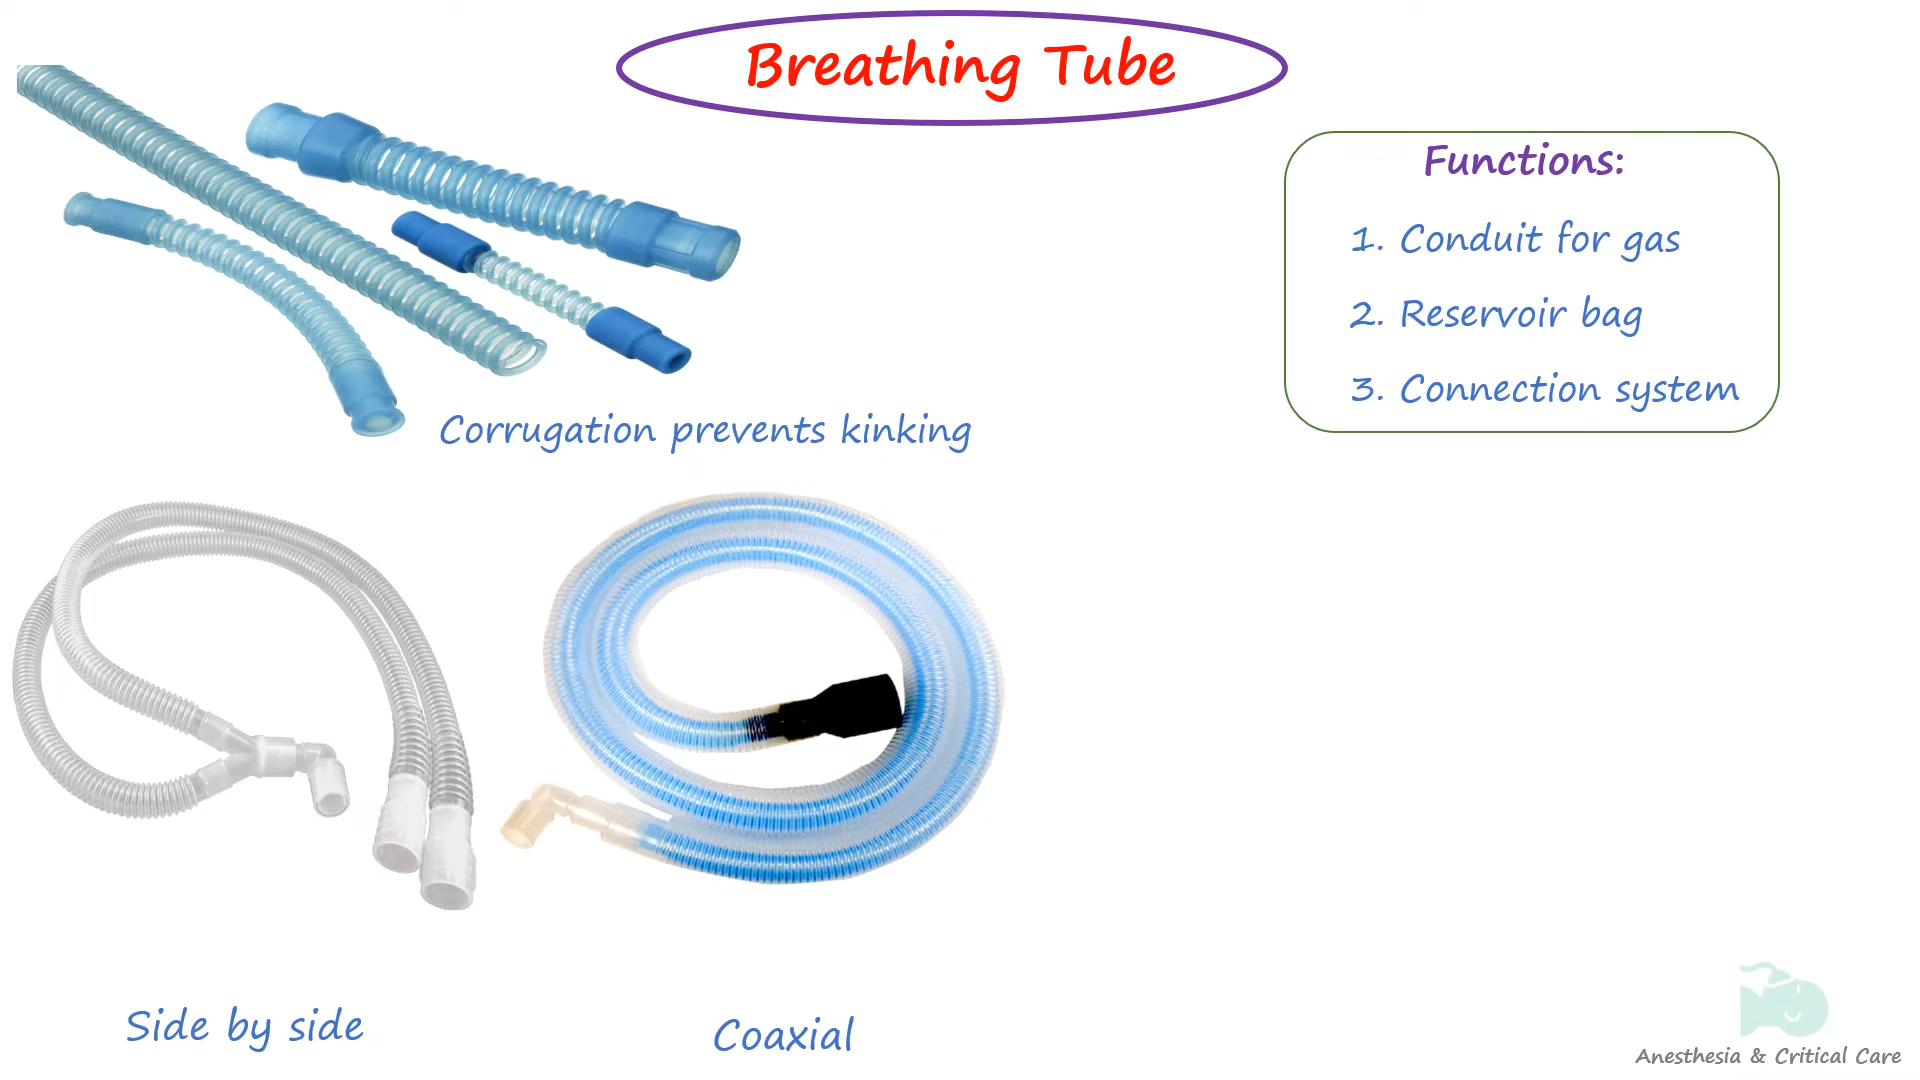 Breathing Tube
Functions:
1. Conduit for gas
2. Reservoir bag
3. Connection system
Corrugation prevents kinking
Side by side
Coaxial
Anesthesia & Critical Care